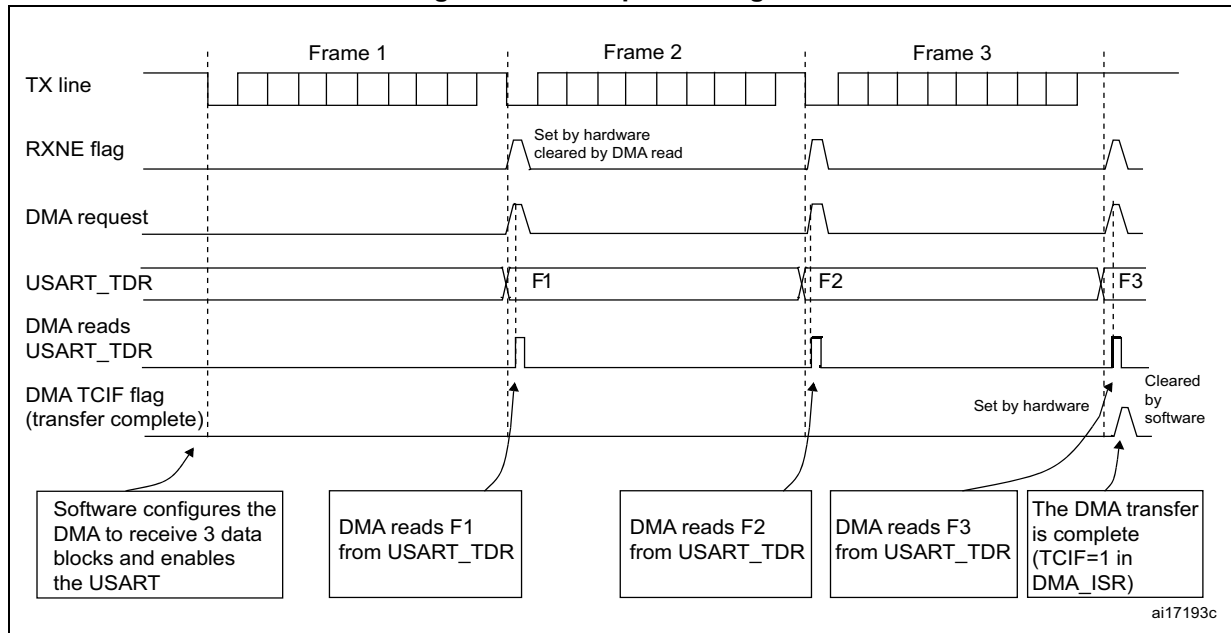 Frame 1
Frame 2
Frame 3
TX line
RXNE flag
Set by hardware
cleared by DMA read
DMA request
USART_TDR
F1
F2
F3
DMA reads
USART_TDR
DMA TCIF flag
(transfer complete)
Set by hardware
Cleared
by
software
Software configures the
DMA to receive 3 data
blocks and enables
the USART
DMA reads F1
from USART_TDR
DMA reads F2
from USART_TDR
DMA reads F3
from USART_TDR
The DMA transfer
is complete
(TCIF=1 in
DMA_ISR)
ai17193c